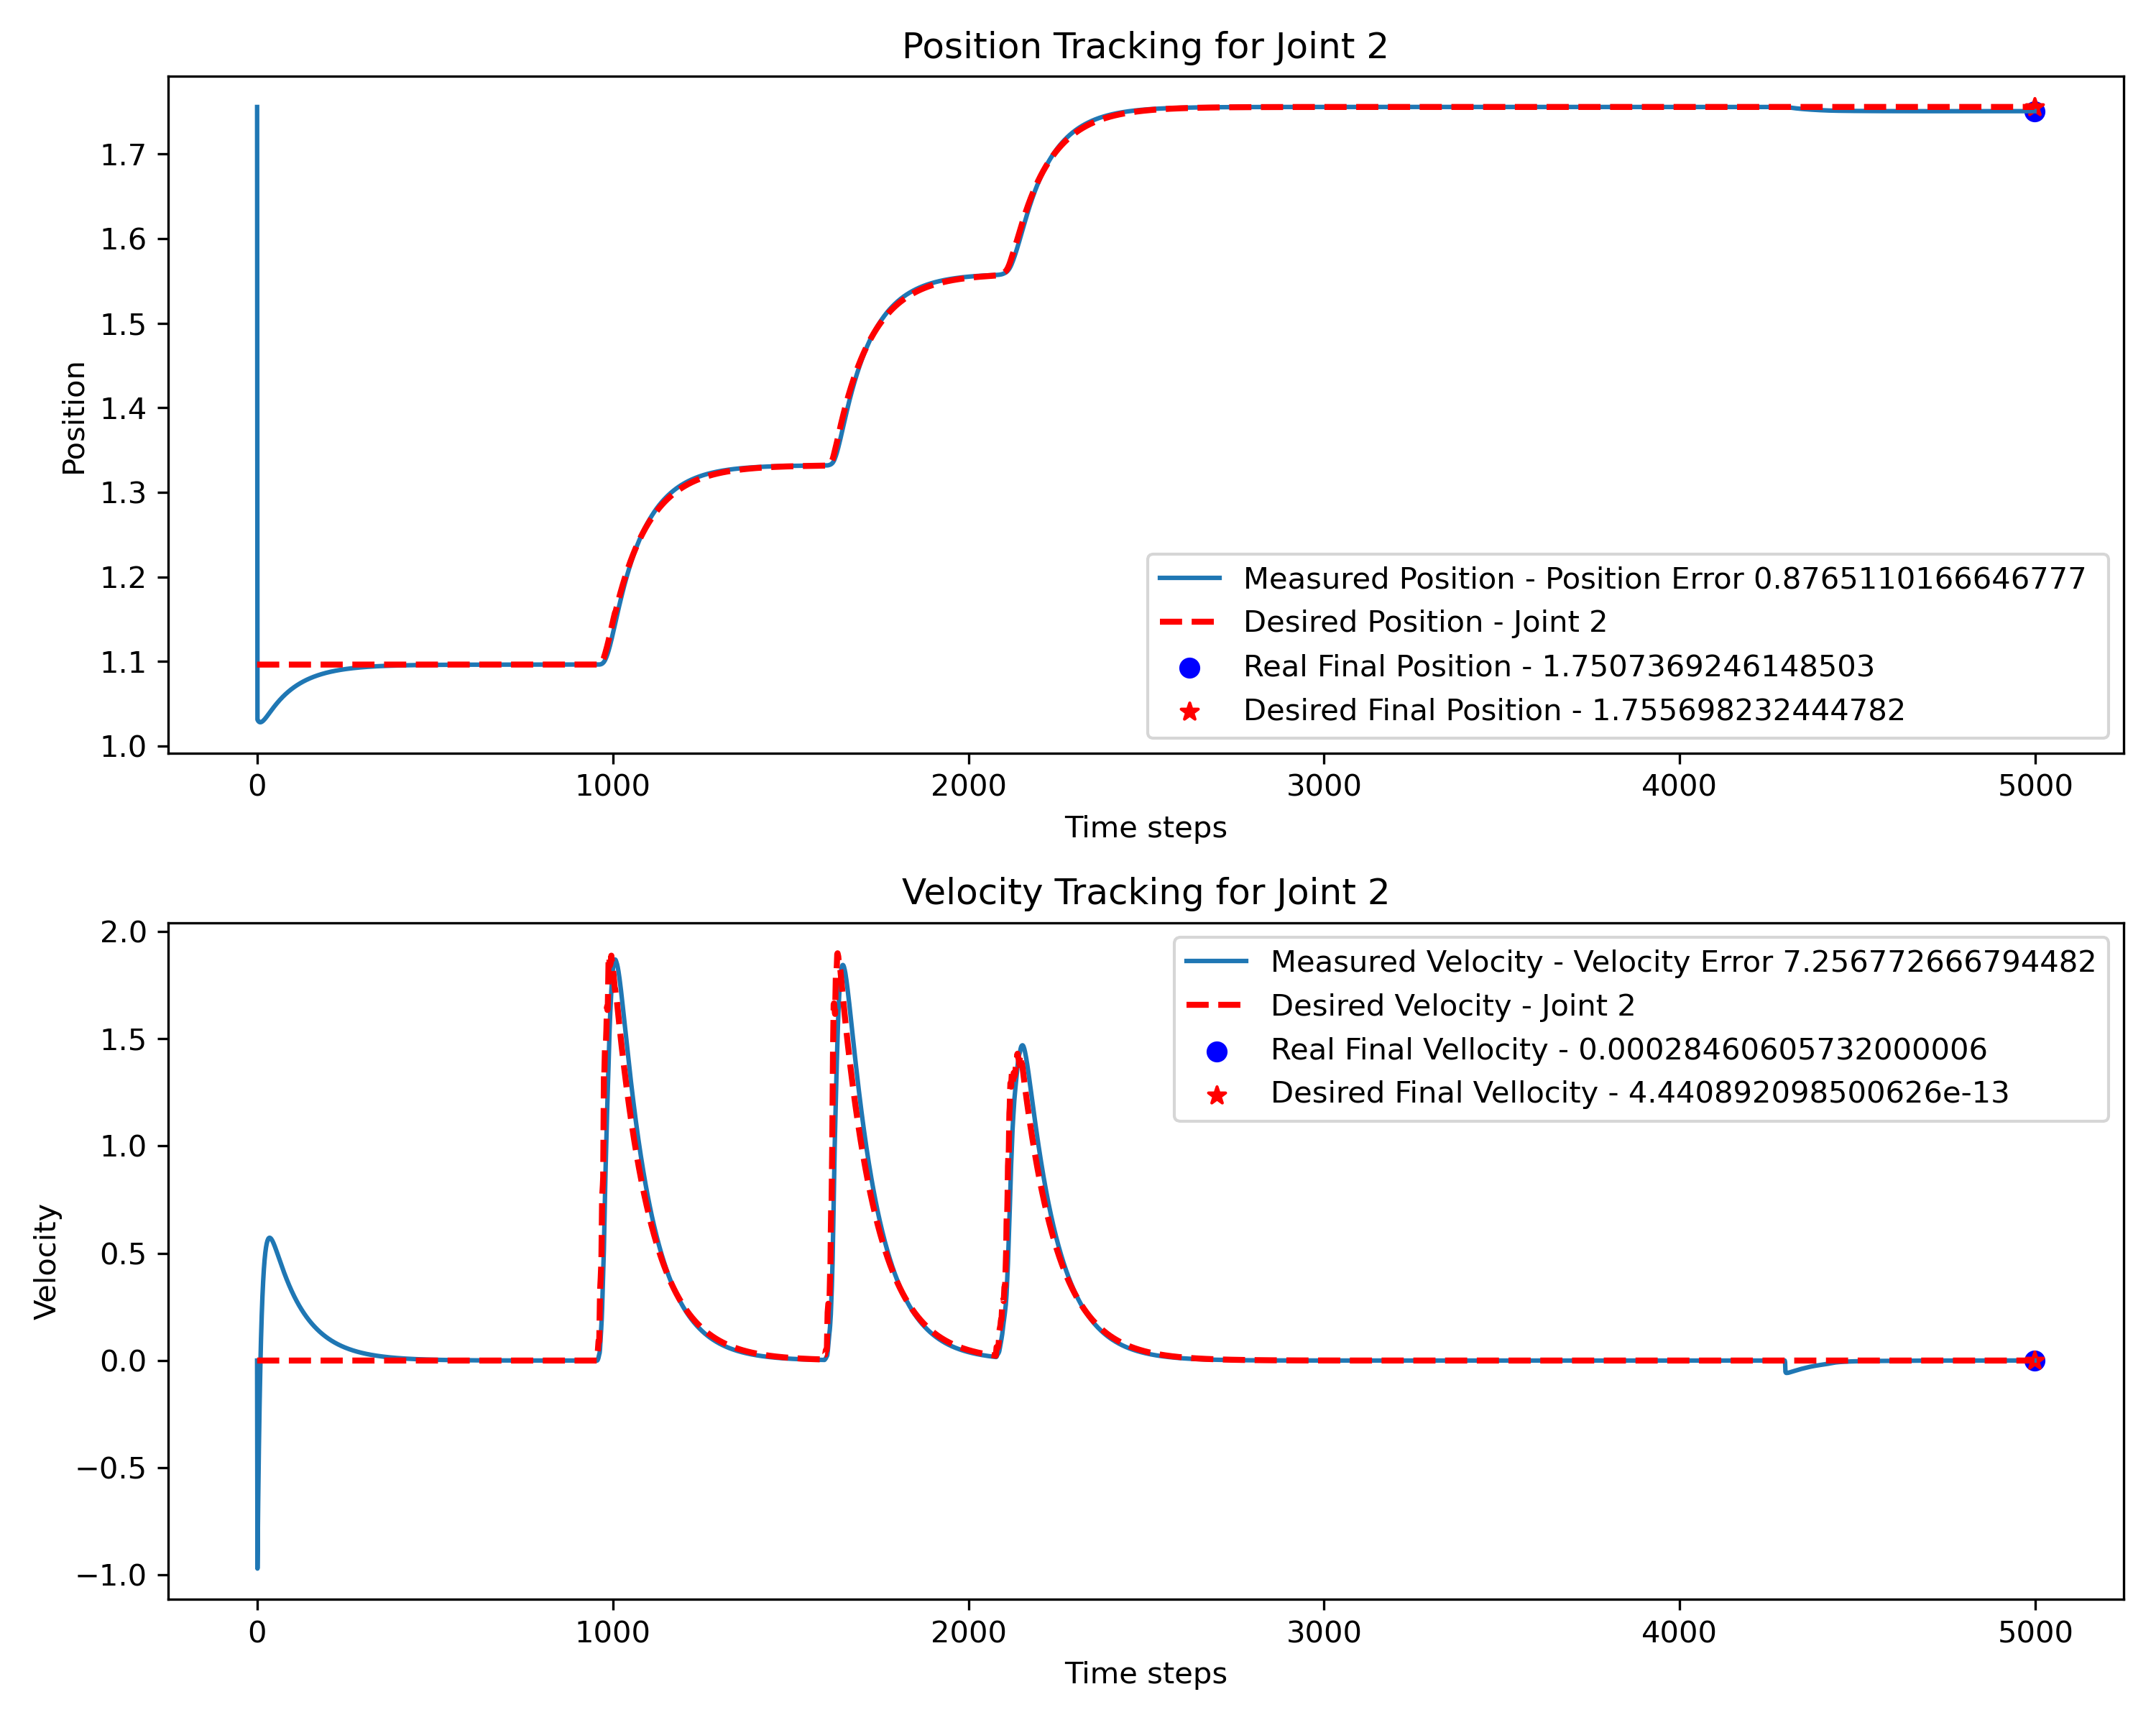 Position Tracking for Joint 2
Position
1.7
1.6
1.5
1.4
1.3
1.2
1.1
1.0
Measured Position - Position Error 0.8765110166646777
Desired Position - Joint 2
Real Final Position - 1.7507369246148503
Desired Final Position - 1.755698232444782
0 1000 2000 3000 4000 5000
Time steps
Velocity Tracking for Joint 2
Velocity
2.0
1.5
1.0
0.5
0.0
−0.5
−1.0
Measured Velocity - Velocity Error 7.256772666794482
Desired Velocity - Joint 2
Real Final Vellocity - 0.00028460605732000006
Desired Final Vellocity - 4.440892098500626e-13
0 1000 2000 3000 4000 5000
Time steps